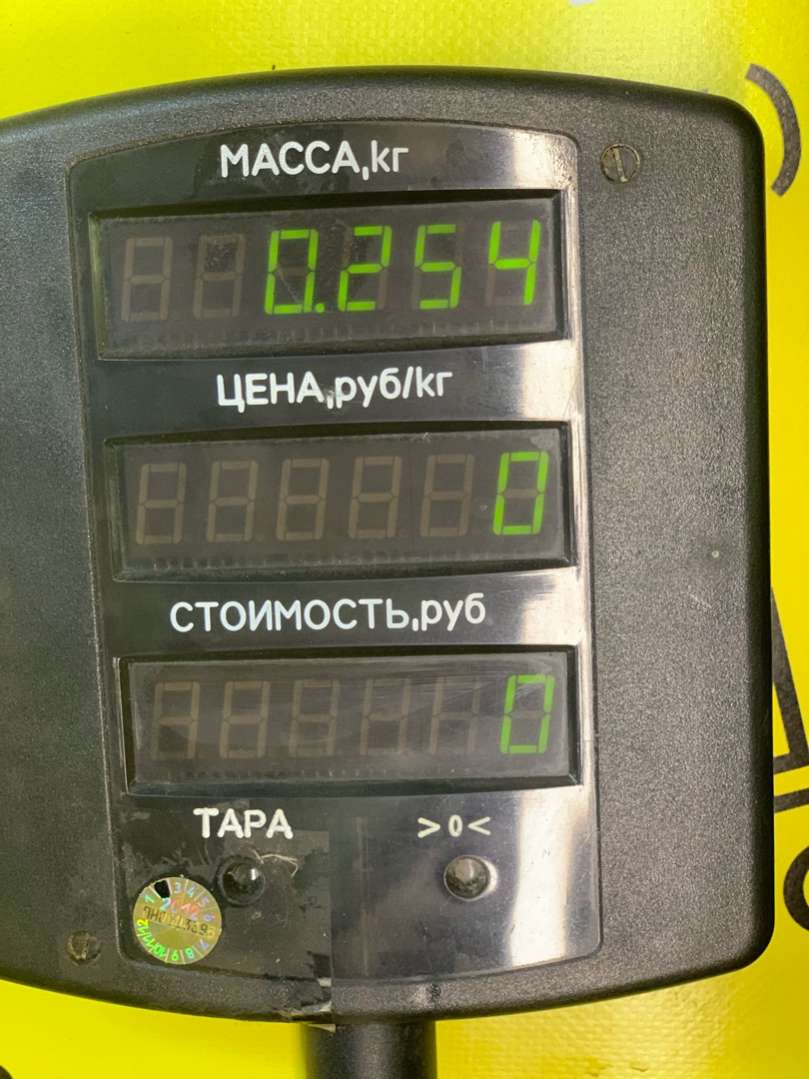 МАССА,кг
0.254
ЦЕНА,руб/кг
0
СТОИМОСТЬ,руб
0
ТАРА >0<